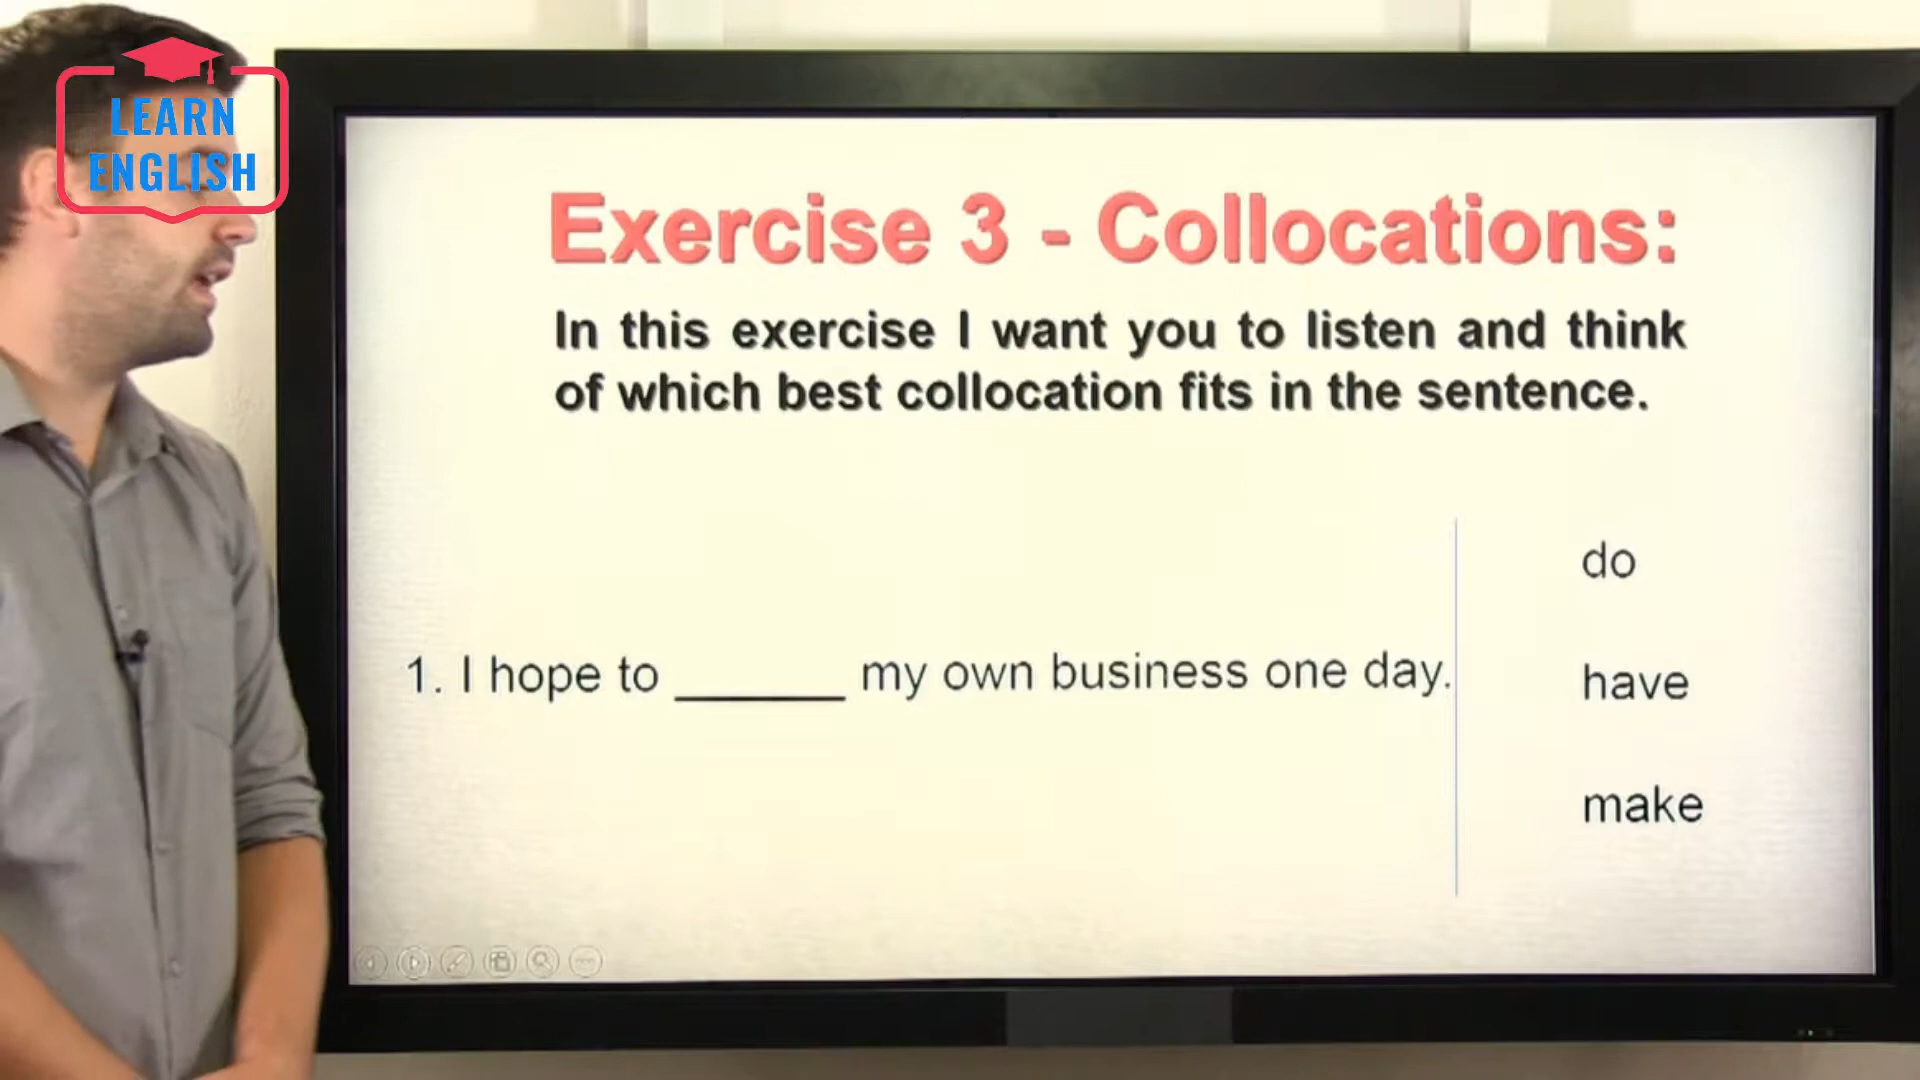 LEARN
ENGLISH
Exercise 3 - Collocations:
In this exercise I want you to listen and think
of which best collocation fits in the sentence.
do
1. I hope to ______ my own business one day.
have
make